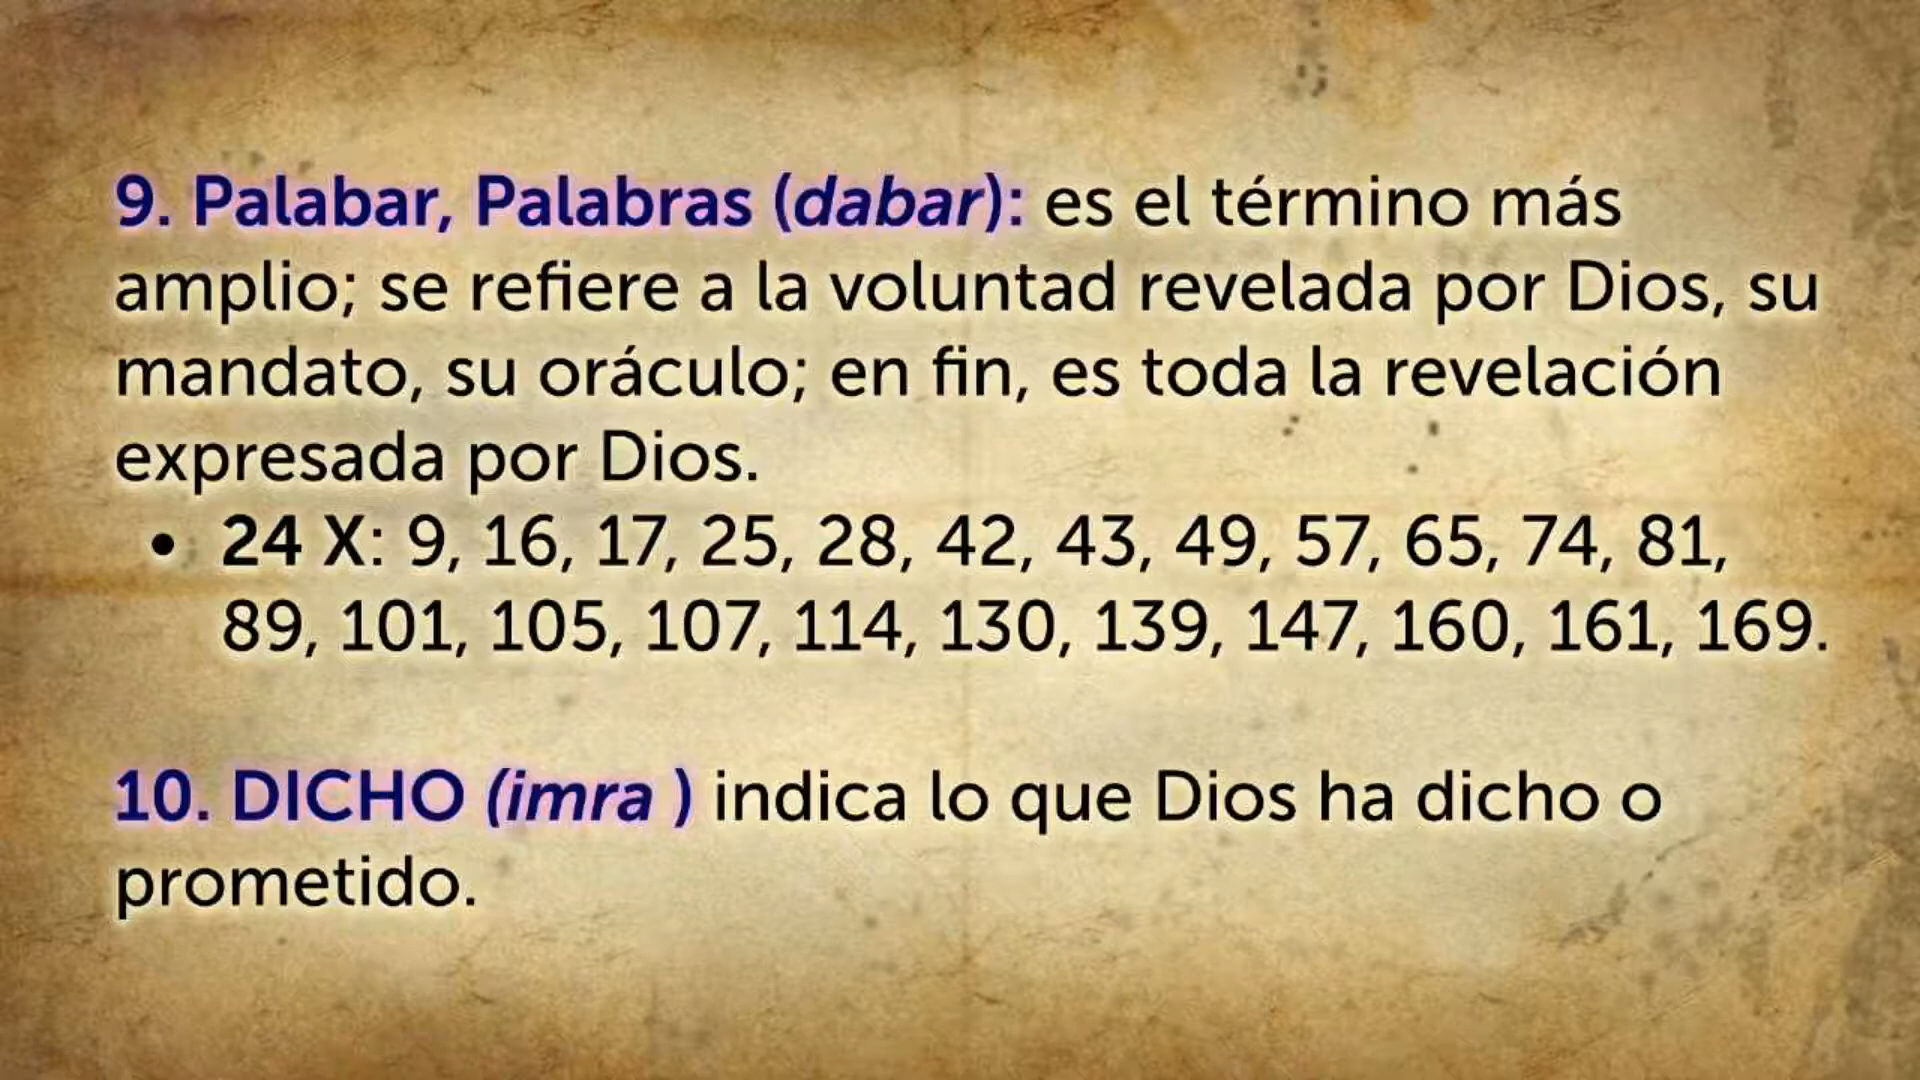 9. Palabar, Palabras (dabar): es el término más
amplio; se refiere a la voluntad revelada por Dios, su
mandato, su oráculo; en fin, es toda la revelación
expresada por Dios.
• 24 X: 9, 16, 17, 25, 28, 42, 43, 49, 57, 65, 74, 81,
89, 101, 105, 107, 114, 130, 139, 147, 160, 161, 169.
10. DICHO (imra ) indica lo que Dios ha dicho o
prometido.